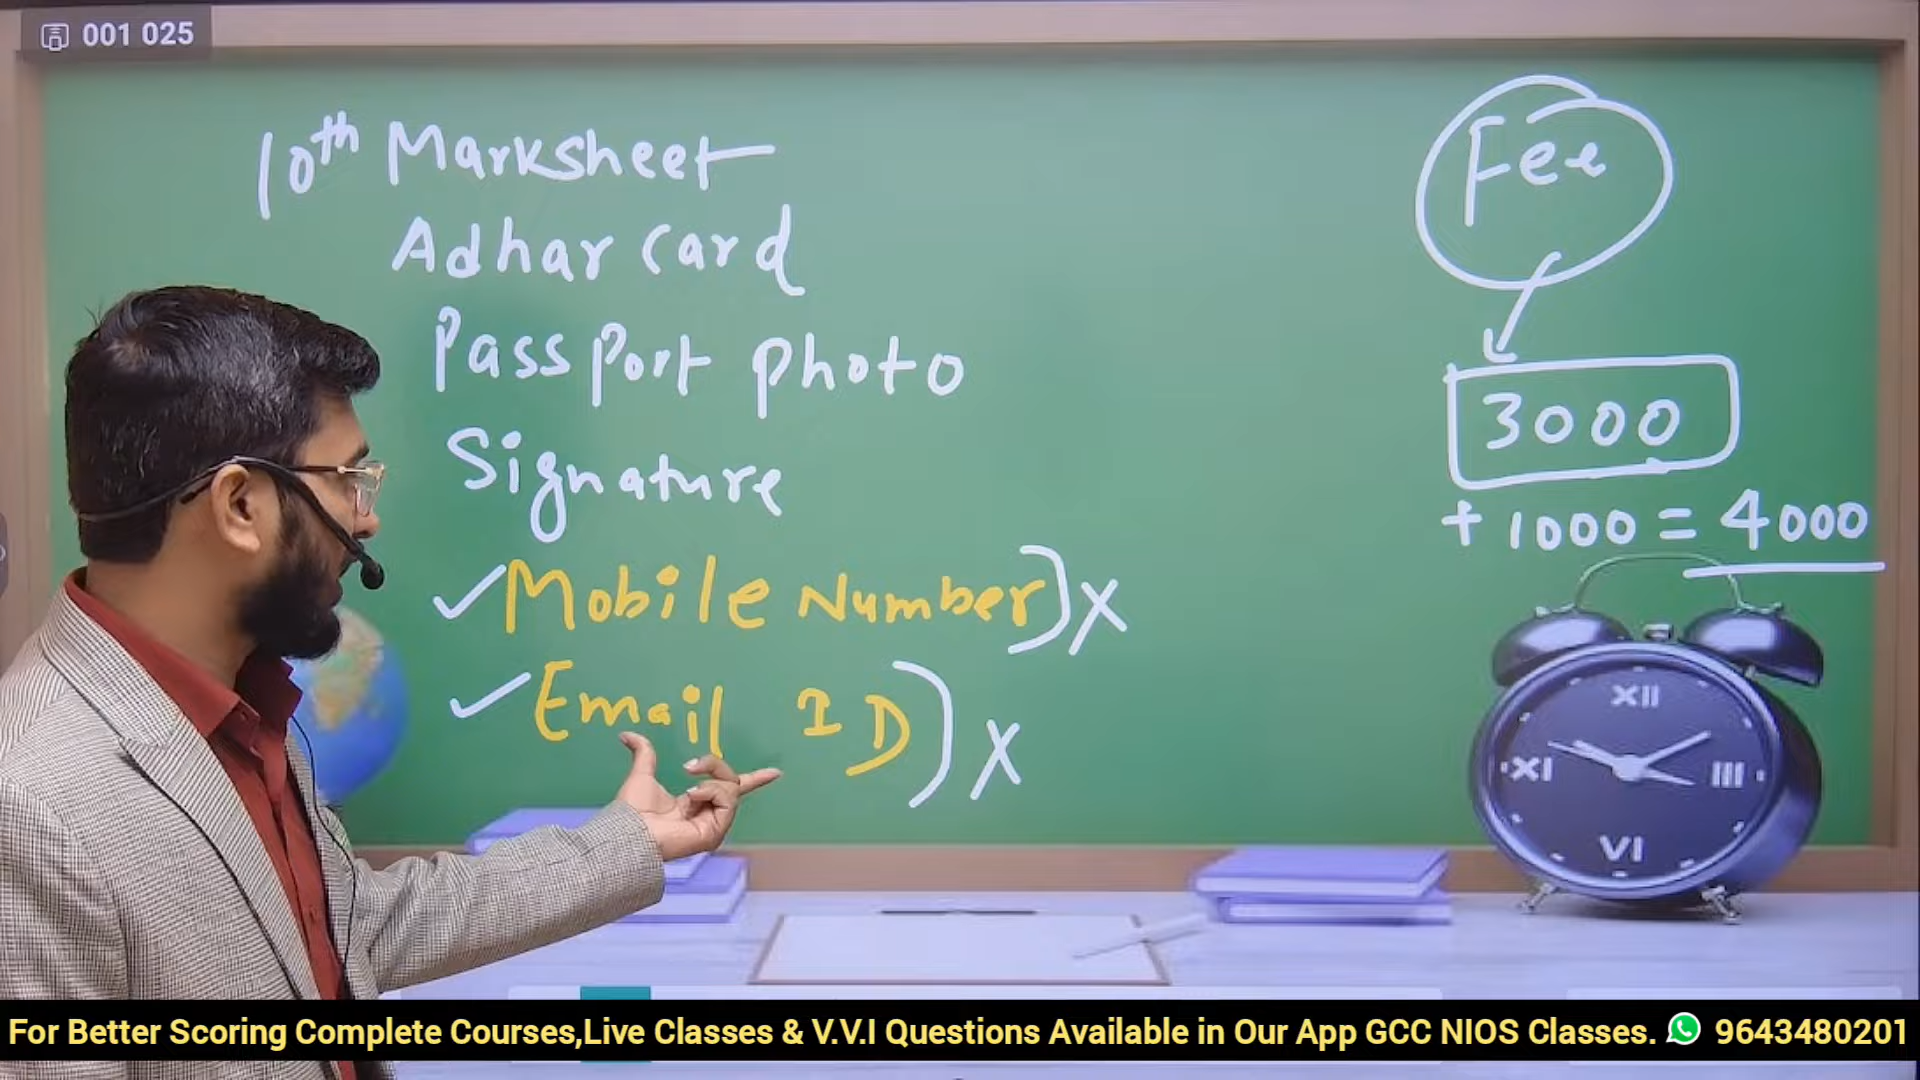 001 025
10th Marksheet
Adhar Card
Passport photo
Signature
✓ Mobile Number) X
✓ Email ID) X
Fee
3000
+ 1000 = 4000
XII
XI
III
VI
For Better Scoring Complete Courses,Live Classes & V.V.I Questions Available in Our App GCC NIOS Classes. 9643480201